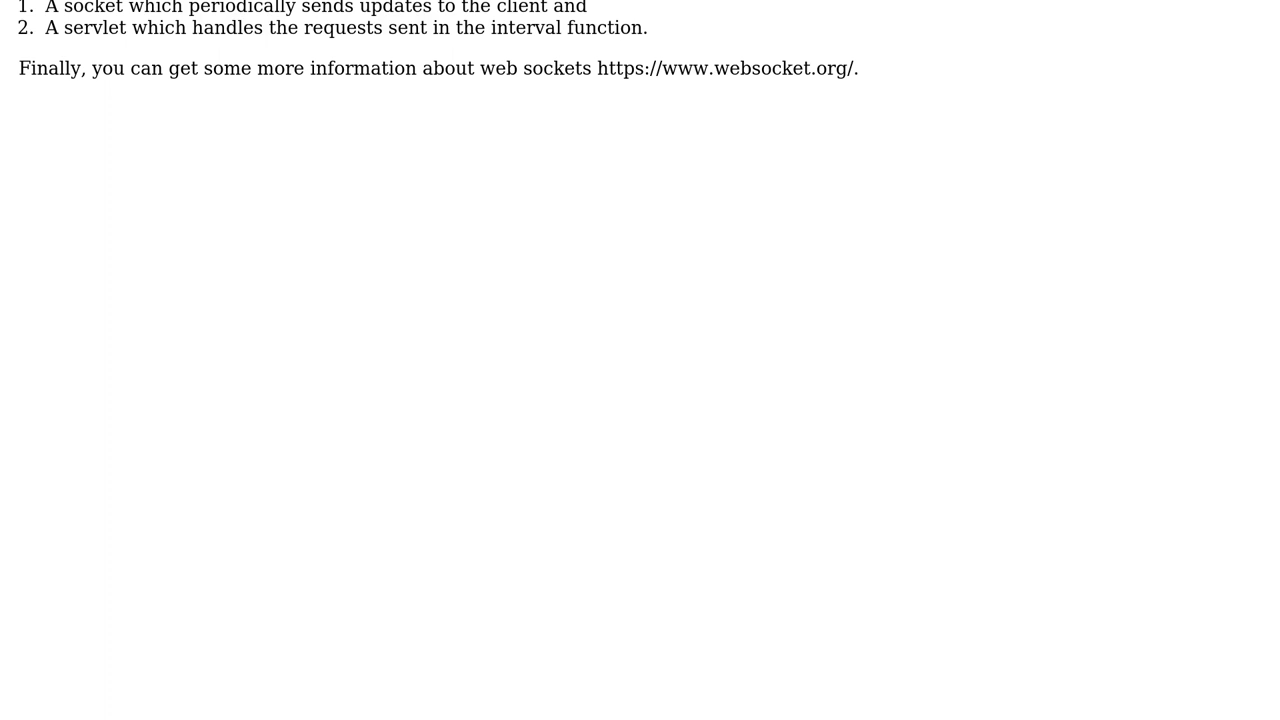 1. A socket which periodically sends updates to the client and
2. A servlet which handles the requests sent in the interval function.
Finally, you can get some more information about web sockets https://www.websocket.org/.